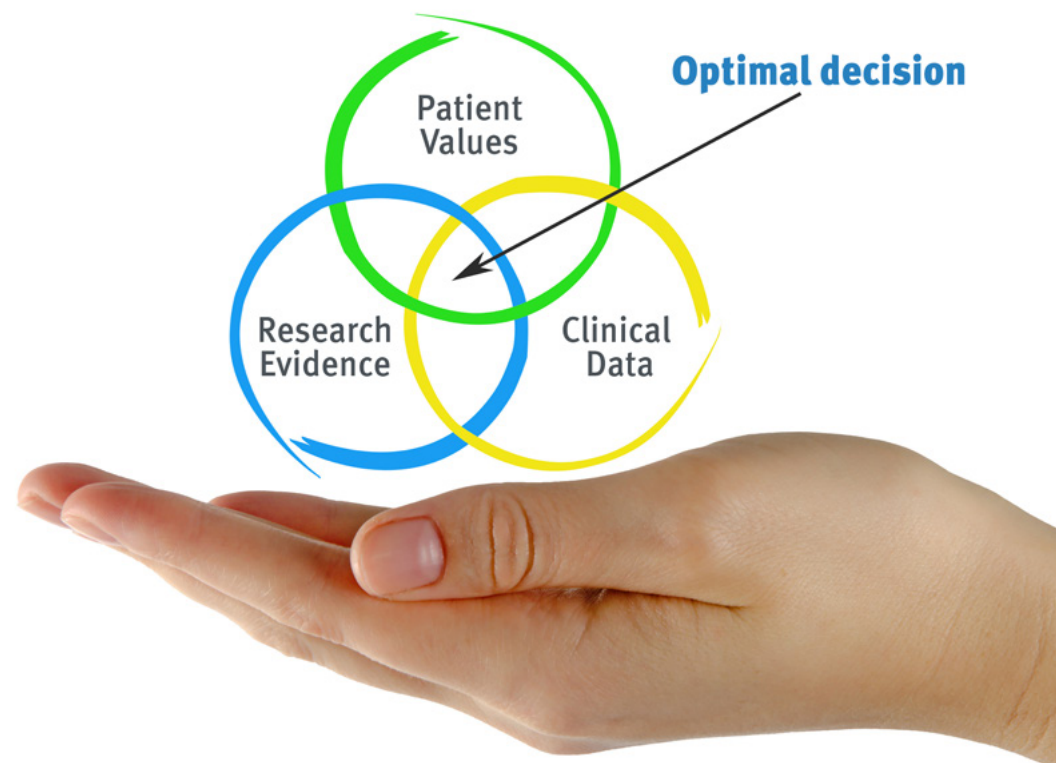 Optimal decision
Patient
Values
Research
Evidence
Clinical
Data